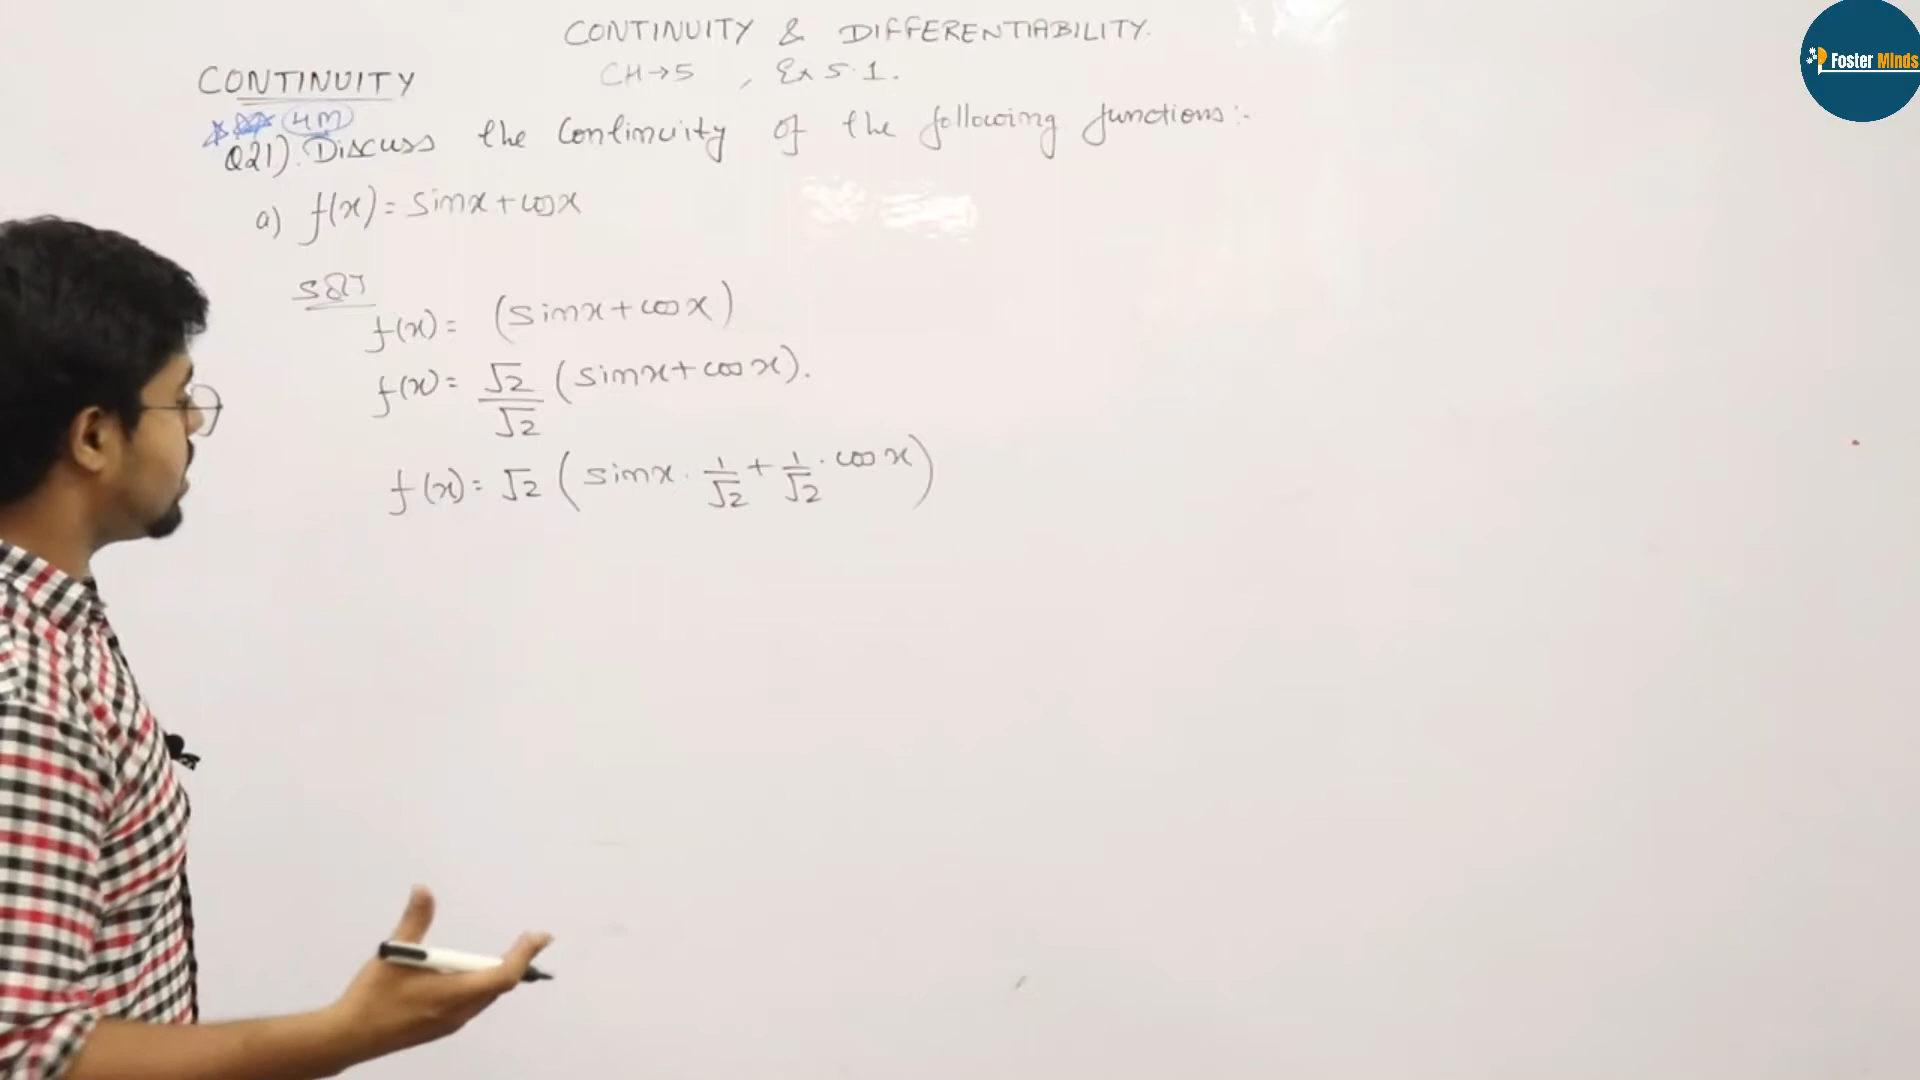 CONTINUITY & DIFFERENTIABILITY.
CH→5 , Ex 5.1.
CONTINUITY
4M
Q21). Discuss the Continuity of the following functions:-
a) f(x) = sinx + cosx
Sol
f(x) = (sinx + cosx)
f(x) = √2/√2 (sinx + cosx).
f(x) = √2 (sinx · 1/√2 + 1/√2 · cosx)
Foster Minds